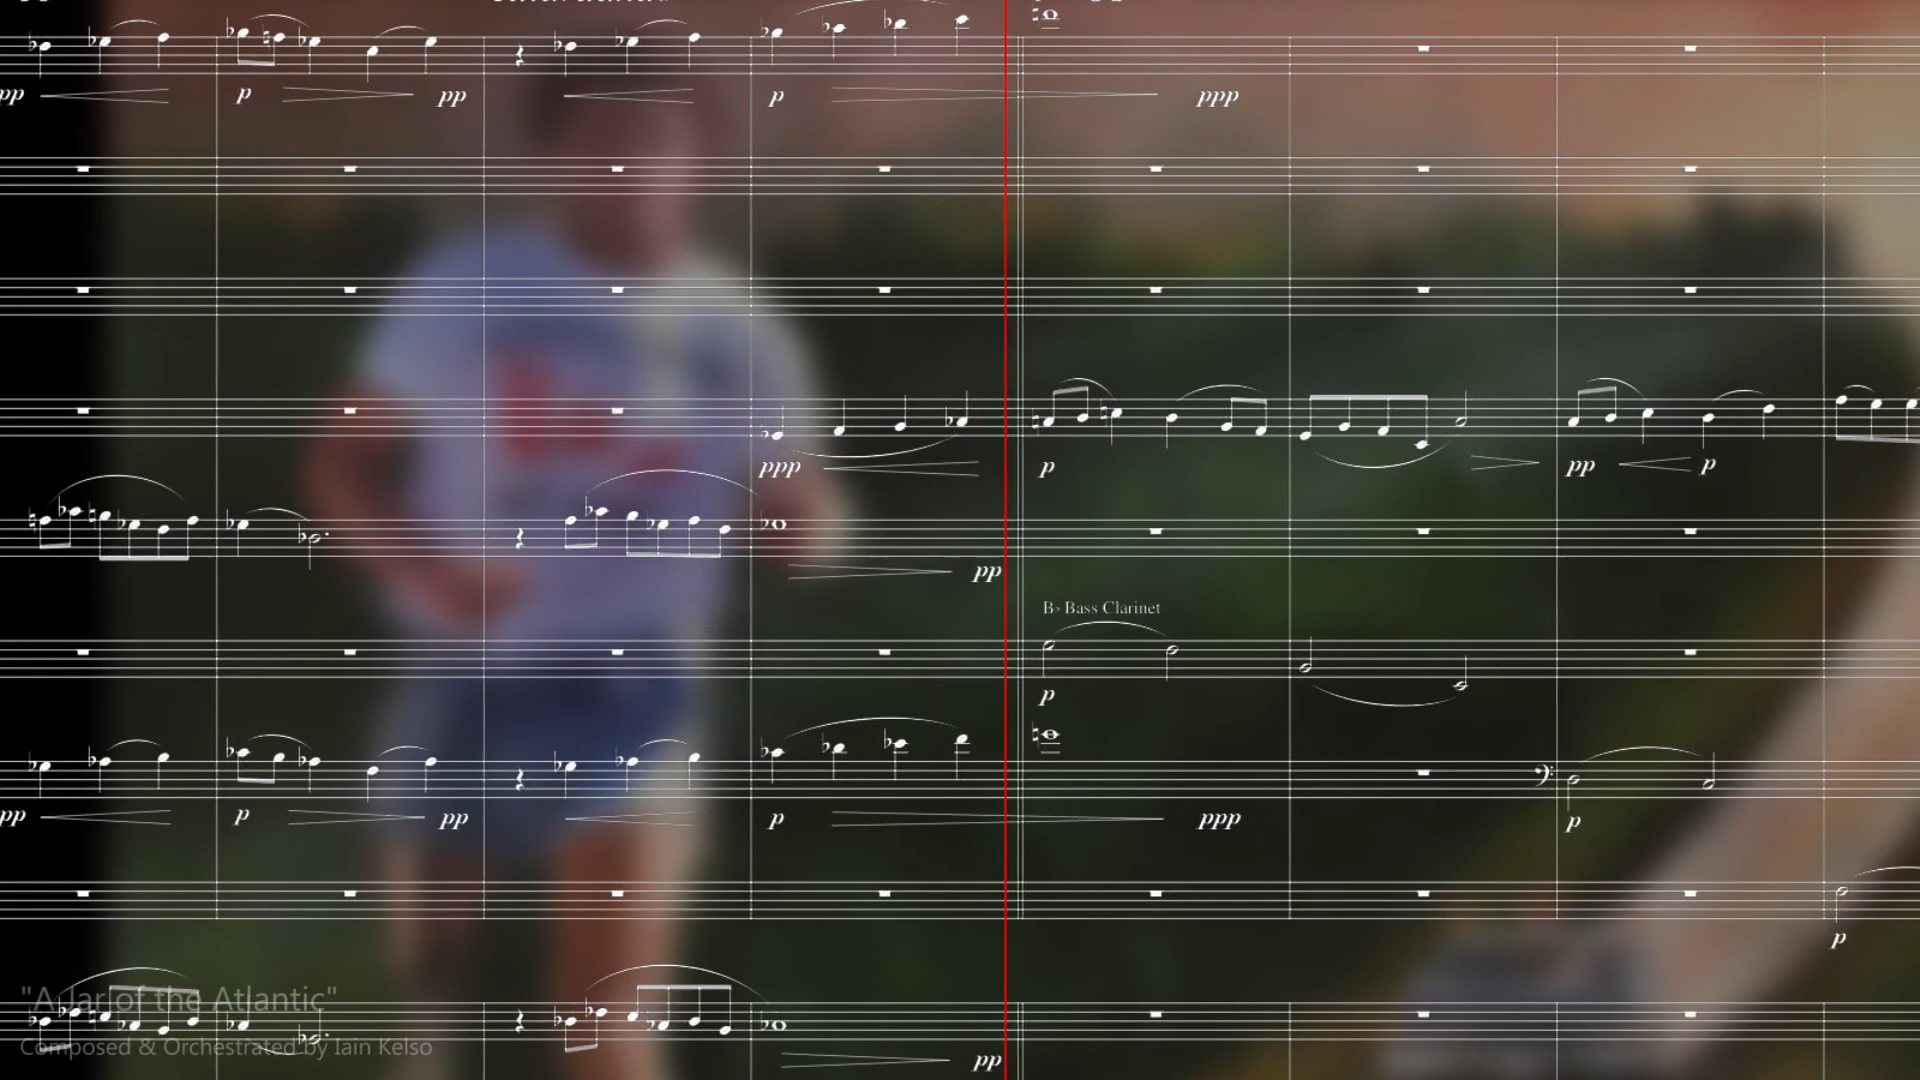 pp p pp p ppp
ppp p pp p
pp
B♭ Bass Clarinet
p
pp p pp p ppp p
p
"A Jar of the Atlantic"
Composed & Orchestrated by Iain Kelso
pp